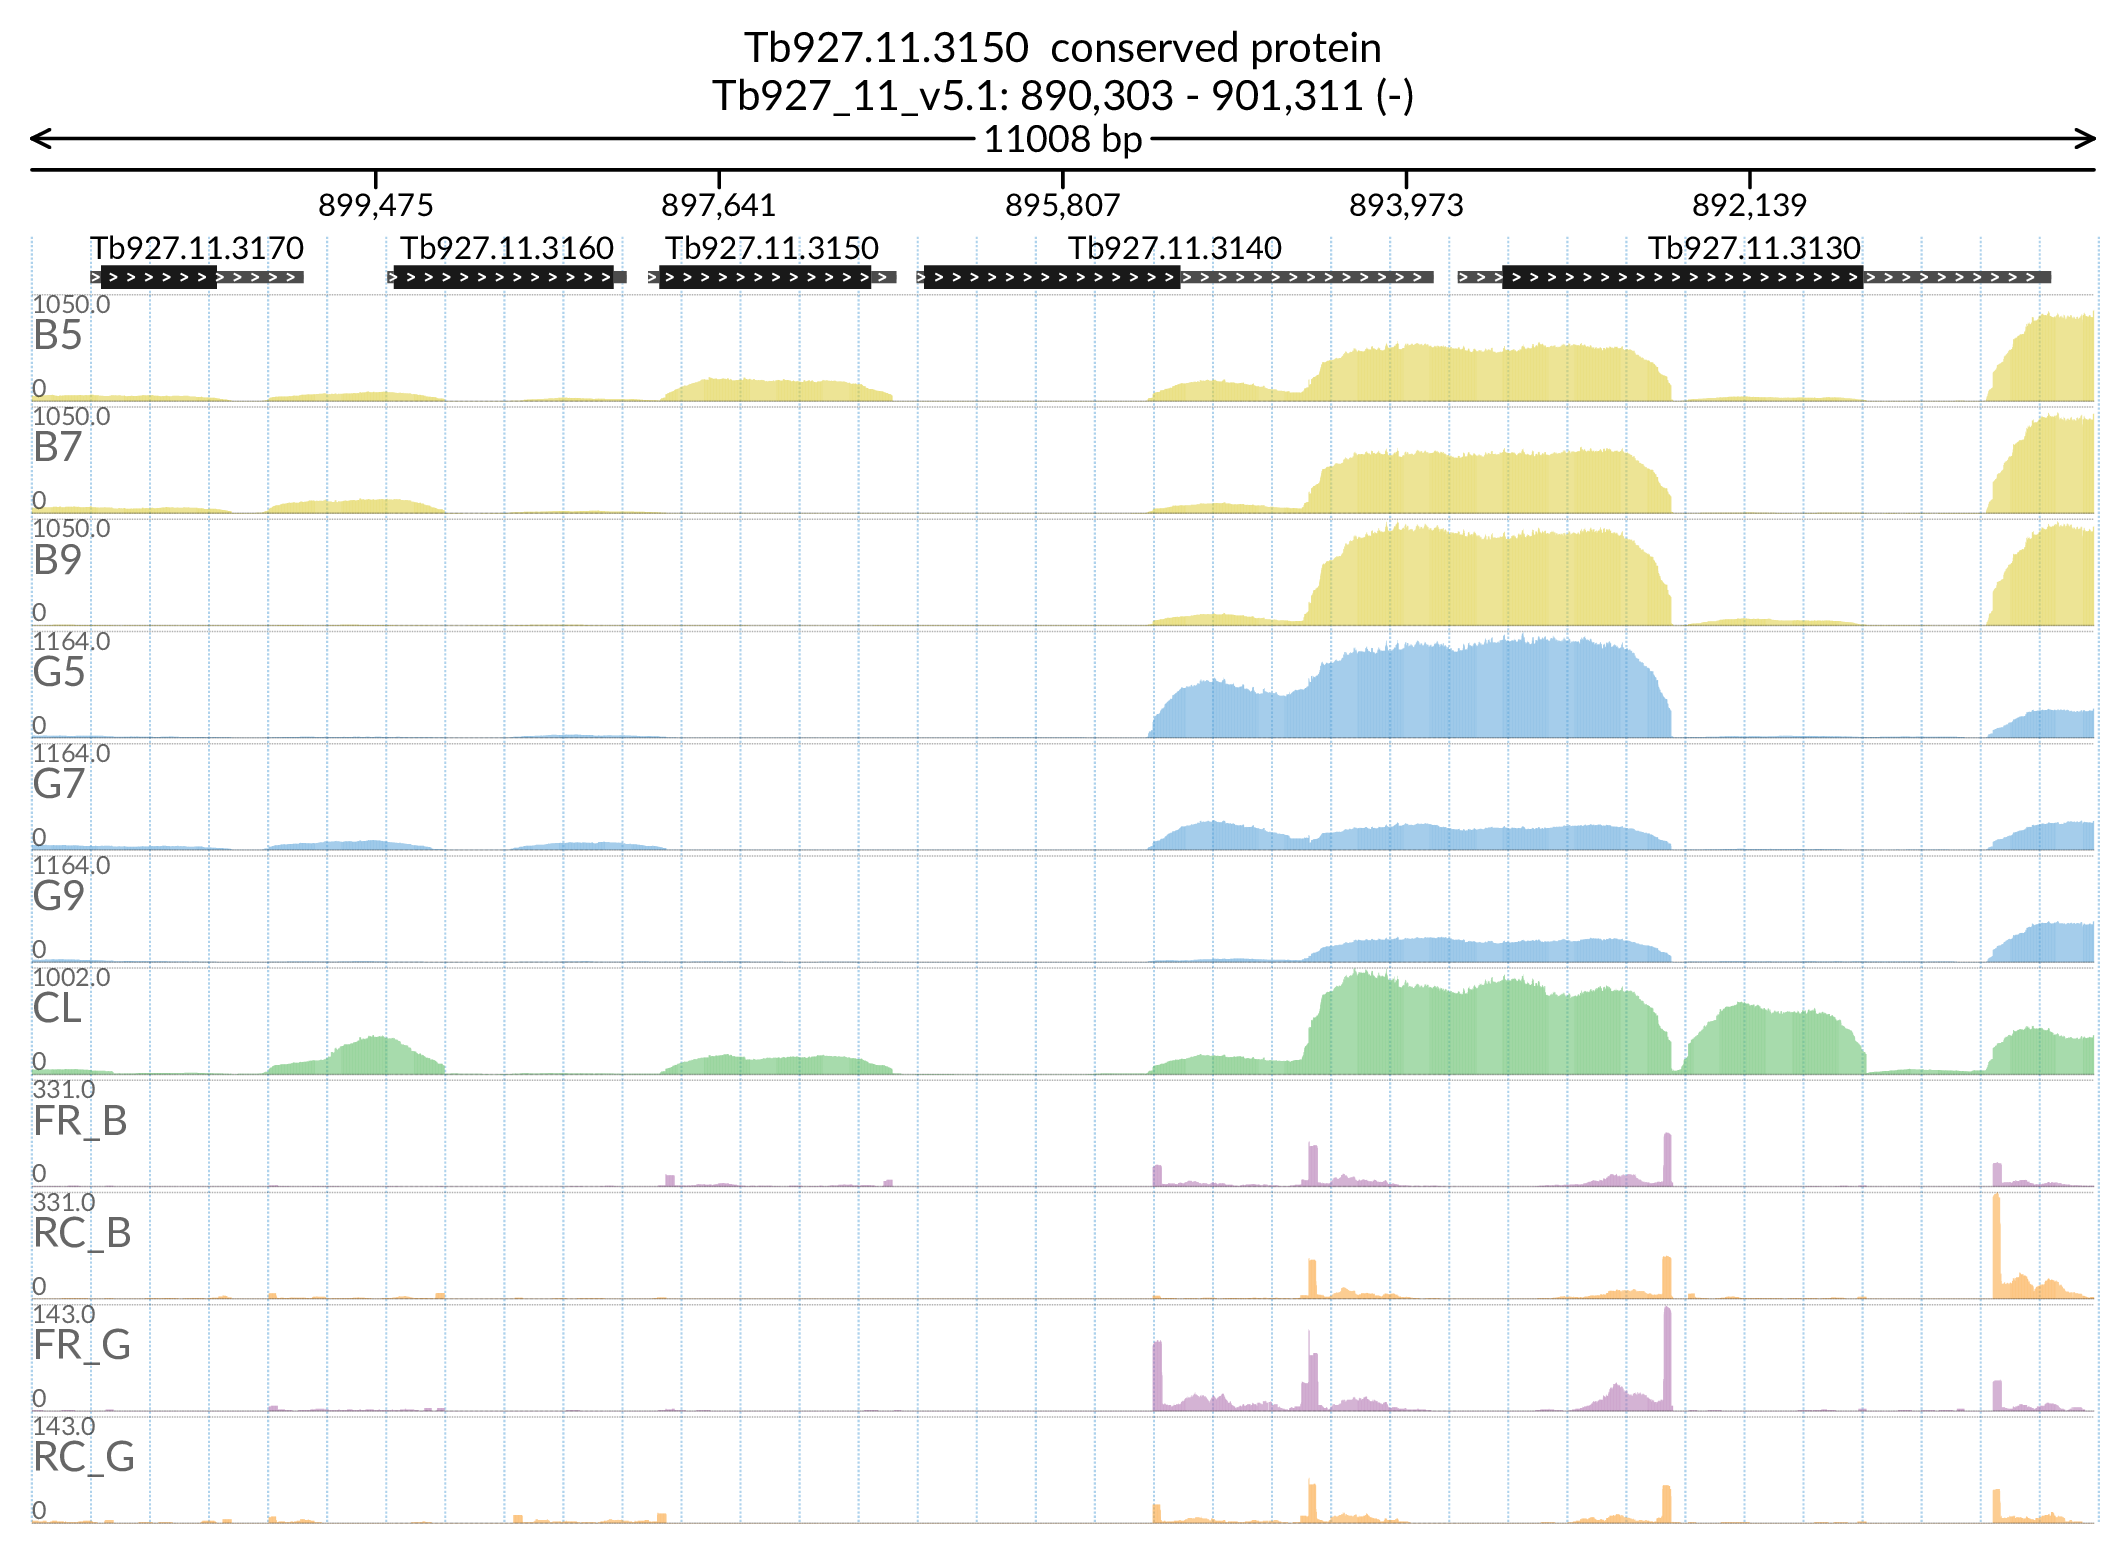 Tb927.11.3150  conserved protein
Tb927_11_v5.1: 890,303 - 901,311 (-)
11008 bp
899,475 897,641 895,807 893,973 892,139
Tb927.11.3170 Tb927.11.3160 Tb927.11.3150 Tb927.11.3140 Tb927.11.3130
1050.0
B5
0
1050.0
B7
0
1050.0
B9
0
1164.0
G5
0
1164.0
G7
0
1164.0
G9
0
1002.0
CL
0
331.0
FR_B
0
331.0
RC_B
0
143.0
FR_G
0
143.0
RC_G
0